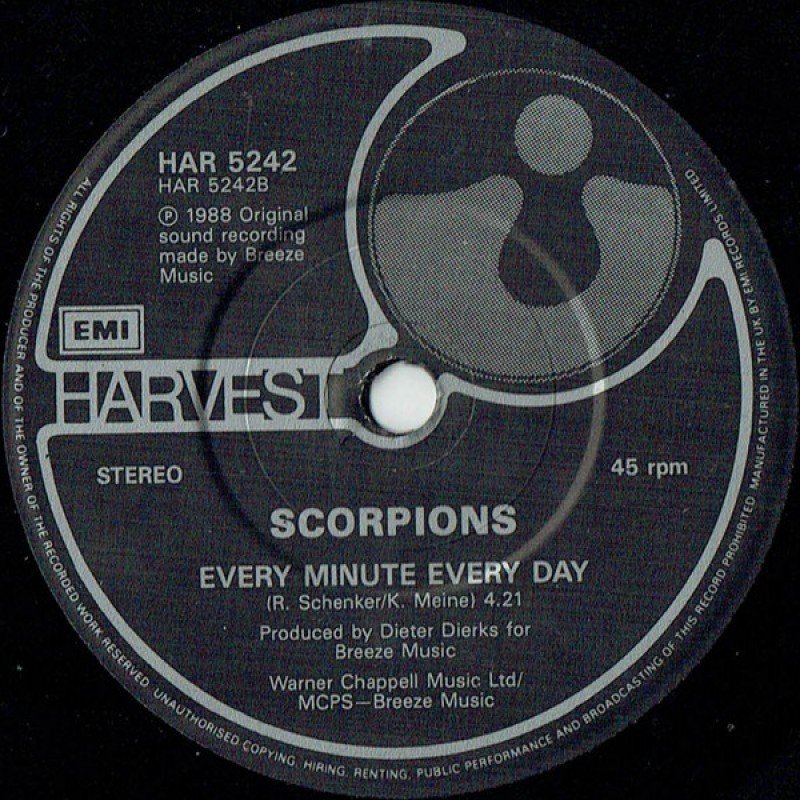 HAR 5242
HAR 5242B
Ⓟ 1988 Original
sound recording
made by Breeze
Music
EMI
HARVEST
STEREO
45 rpm
SCORPIONS
EVERY MINUTE EVERY DAY
(R. Schenker/K. Meine) 4.21
Produced by Dieter Dierks for
Breeze Music
Warner Chappell Music Ltd/
MCPS—Breeze Music
ALL RIGHTS OF THE PRODUCER AND OF THE OWNER OF THE RECORDED WORK RESERVED. UNAUTHORISED COPYING, HIRING, RENTING, PUBLIC PERFORMANCE AND BROADCASTING OF THIS RECORD PROHIBITED. MANUFACTURED IN THE UK BY EMI RECORDS LIMITED